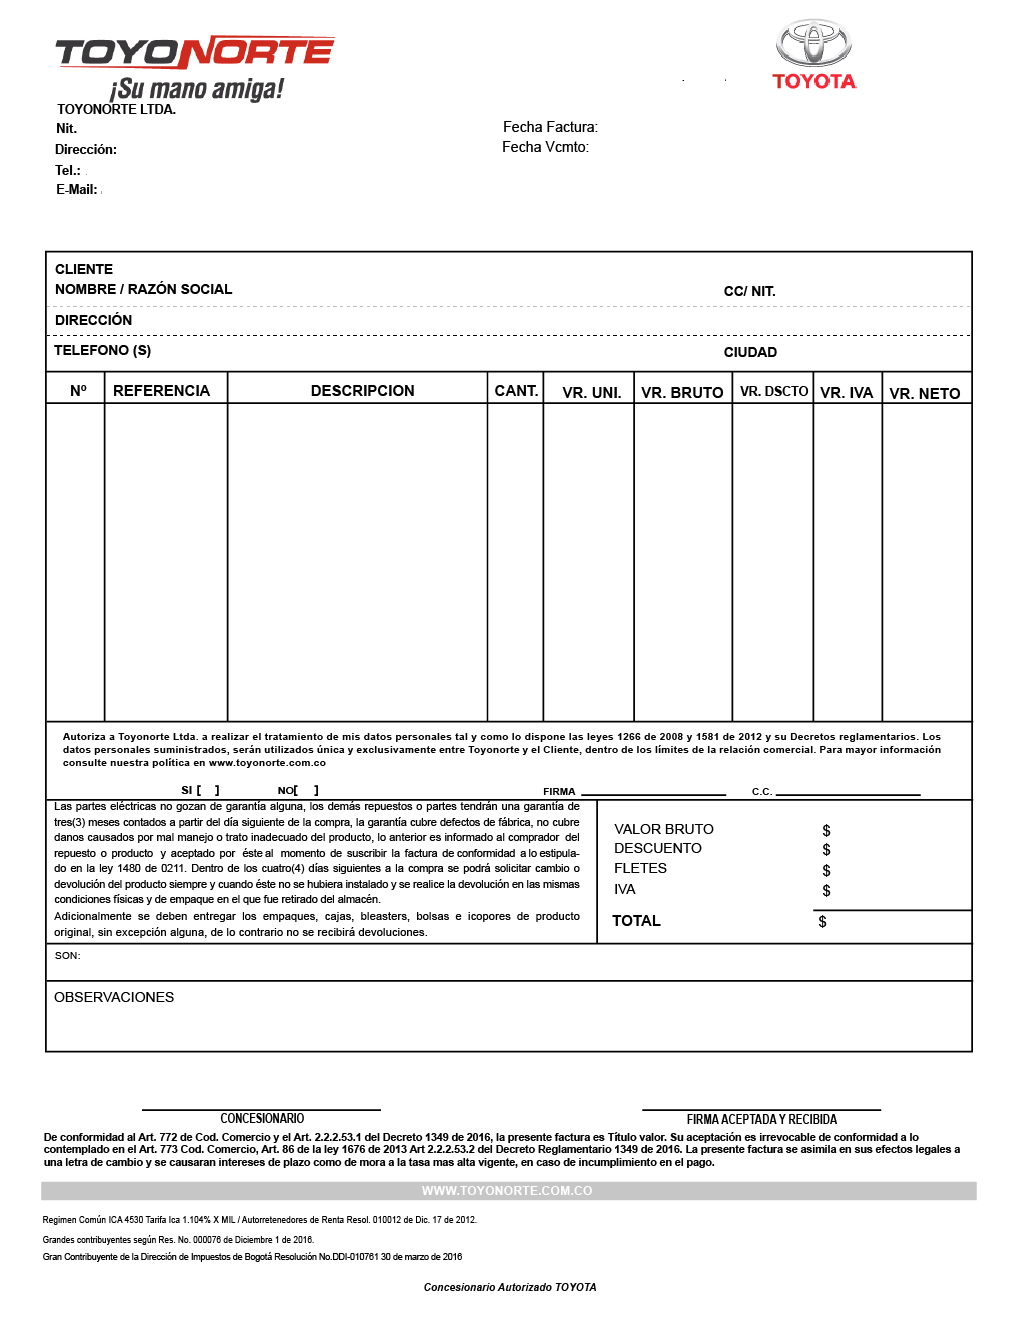 TOYONORTE
¡Su mano amiga!
TOYOTA
TOYONORTE LTDA.
Nit.
Dirección:
Tel.:
E-Mail:
Fecha Factura:
Fecha Vcmto:
CLIENTE
NOMBRE / RAZÓN SOCIAL
CC/ NIT.
DIRECCIÓN
TELEFONO (S)
CIUDAD
Nº REFERENCIA DESCRIPCION CANT. VR. UNI. VR. BRUTO VR. DSCTO VR. IVA VR. NETO
Autoriza a Toyonorte Ltda. a realizar el tratamiento de mis datos personales tal y como lo dispone las leyes 1266 de 2008 y 1581 de 2012 y su Decretos reglamentarios. Los
datos personales suministrados, serán utilizados única y exclusivamente entre Toyonorte y el Cliente, dentro de los límites de la relación comercial. Para mayor información
consulte nuestra política en www.toyonorte.com.co
SI [ ] NO[ ] FIRMA C.C.
Las partes eléctricas no gozan de garantía alguna, los demás repuestos o partes tendrán una garantía de
tres(3) meses contados a partir del día siguiente de la compra, la garantía cubre defectos de fábrica, no cubre
danos causados por mal manejo o trato inadecuado del producto, lo anterior es informado al comprador del
repuesto o producto y aceptado por éste al momento de suscribir la factura de conformidad a lo estipula-
do en la ley 1480 de 0211. Dentro de los cuatro(4) días siguientes a la compra se podrá solicitar cambio o
devolución del producto siempre y cuando éste no se hubiera instalado y se realice la devolución en las mismas
condiciones físicas y de empaque en el que fue retirado del almacén.
Adicionalmente se deben entregar los empaques, cajas, bleasters, bolsas e icopores de producto
original, sin excepción alguna, de lo contrario no se recibirá devoluciones.
VALOR BRUTO $
DESCUENTO $
FLETES $
IVA $
TOTAL $
SON:
OBSERVACIONES
CONCESIONARIO
FIRMA ACEPTADA Y RECIBIDA
De conformidad al Art. 772 de Cod. Comercio y el Art. 2.2.2.53.1 del Decreto 1349 de 2016, la presente factura es Título valor. Su aceptación es irrevocable de conformidad a lo
contemplado en el Art. 773 Cod. Comercio, Art. 86 de la ley 1676 de 2013 Art 2.2.2.53.2 del Decreto Reglamentario 1349 de 2016. La presente factura se asimila en sus efectos legales a
una letra de cambio y se causaran intereses de plazo como de mora a la tasa mas alta vigente, en caso de incumplimiento en el pago.
WWW.TOYONORTE.COM.CO
Regimen Común ICA 4530 Tarifa Ica 1.104% X MIL / Autorretenedores de Renta Resol. 010012 de Dic. 17 de 2012.
Grandes contribuyentes según Res. No. 000076 de Diciembre 1 de 2016.
Gran Contribuyente de la Dirección de Impuestos de Bogotá Resolución No.DDI-010761 30 de marzo de 2016
Concesionario Autorizado TOYOTA